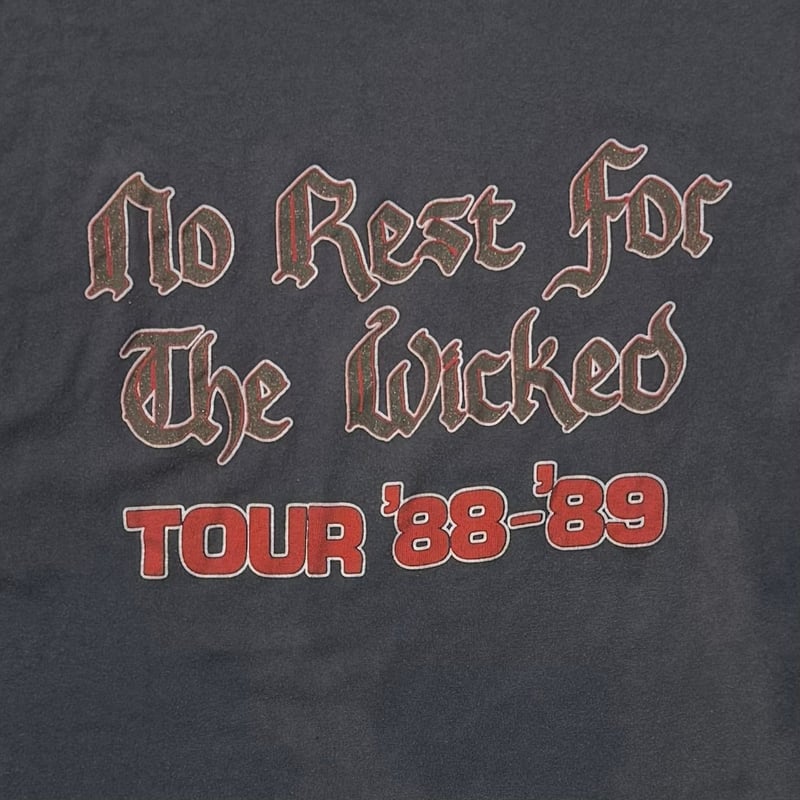 No Rest For
The Wicked
TOUR '88-'89